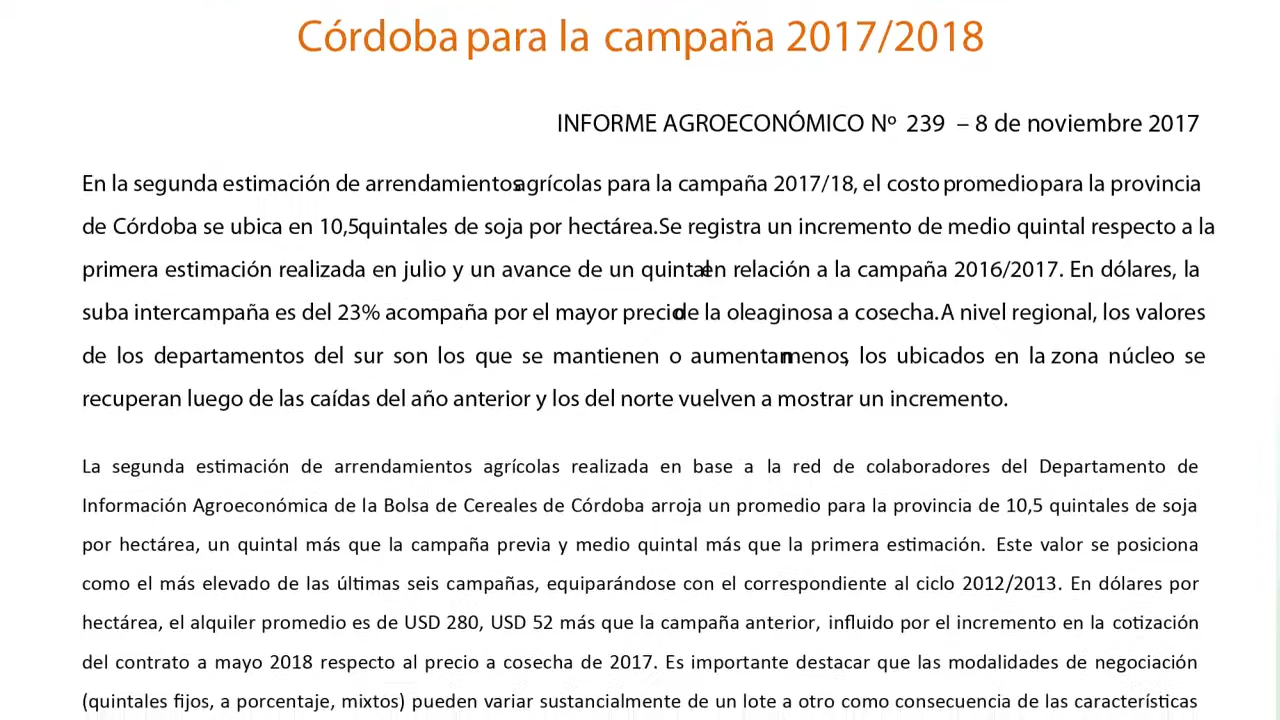 Córdoba para la campaña 2017/2018
INFORME AGROECONÓMICO Nº 239 – 8 de noviembre 2017
En la segunda estimación de arrendamientos agrícolas para la campaña 2017/18, el costo promedio para la provincia
de Córdoba se ubica en 10,5 quintales de soja por hectárea. Se registra un incremento de medio quintal respecto a la
primera estimación realizada en julio y un avance de un quintal en relación a la campaña 2016/2017. En dólares, la
suba intercampaña es del 23% acompaña por el mayor precio de la oleaginosa a cosecha. A nivel regional, los valores
de los departamentos del sur son los que se mantienen o aumentan menos, los ubicados en la zona núcleo se
recuperan luego de las caídas del año anterior y los del norte vuelven a mostrar un incremento.
La segunda estimación de arrendamientos agrícolas realizada en base a la red de colaboradores del Departamento de
Información Agroeconómica de la Bolsa de Cereales de Córdoba arroja un promedio para la provincia de 10,5 quintales de soja
por hectárea, un quintal más que la campaña previa y medio quintal más que la primera estimación. Este valor se posiciona
como el más elevado de las últimas seis campañas, equiparándose con el correspondiente al ciclo 2012/2013. En dólares por
hectárea, el alquiler promedio es de USD 280, USD 52 más que la campaña anterior, influido por el incremento en la cotización
del contrato a mayo 2018 respecto al precio a cosecha de 2017. Es importante destacar que las modalidades de negociación
(quintales fijos, a porcentaje, mixtos) pueden variar sustancialmente de un lote a otro como consecuencia de las características